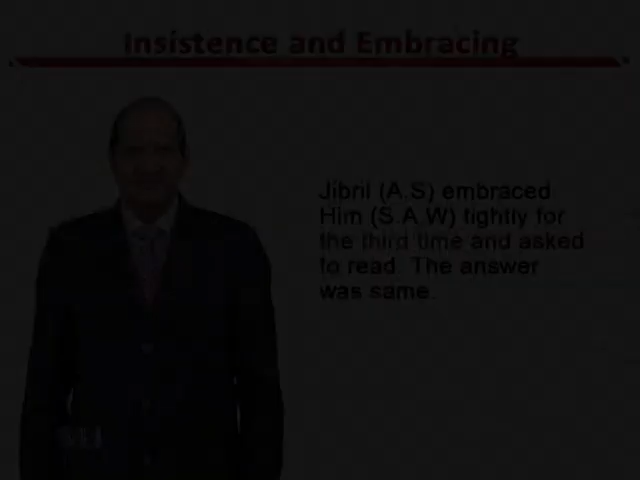 Insistence and Embracing
Jibril (A.S) embraced
Him (S.A.W) tightly for
the third time and asked
to read. The answer
was same.